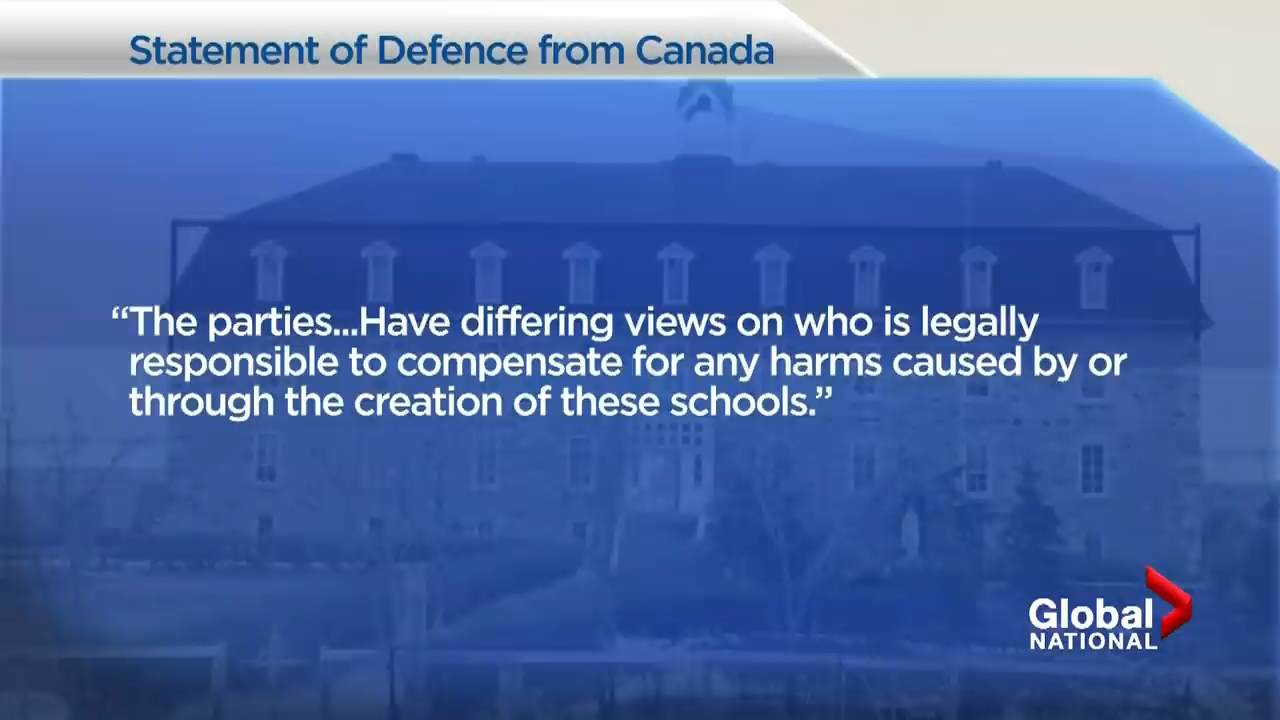 Statement of Defence from Canada
“The parties...Have differing views on who is legally
responsible to compensate for any harms caused by or
through the creation of these schools.”
Global
NATIONAL